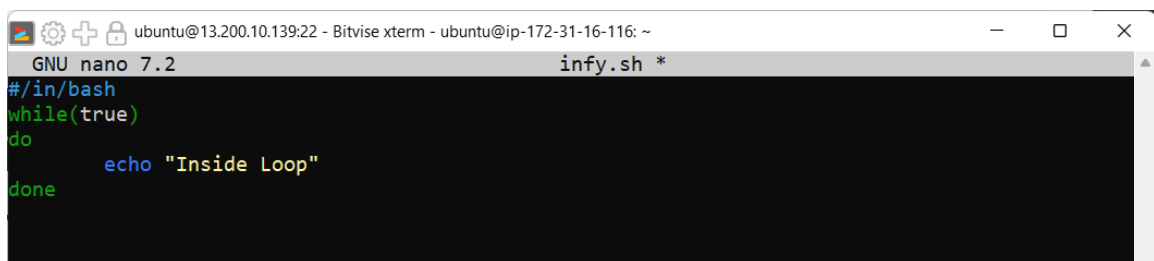 ubuntu@13.200.10.139:22 - Bitvise xterm - ubuntu@ip-172-31-16-116: ~
GNU nano 7.2 infy.sh *
#/in/bash
while(true)
do
        echo "Inside Loop"
done